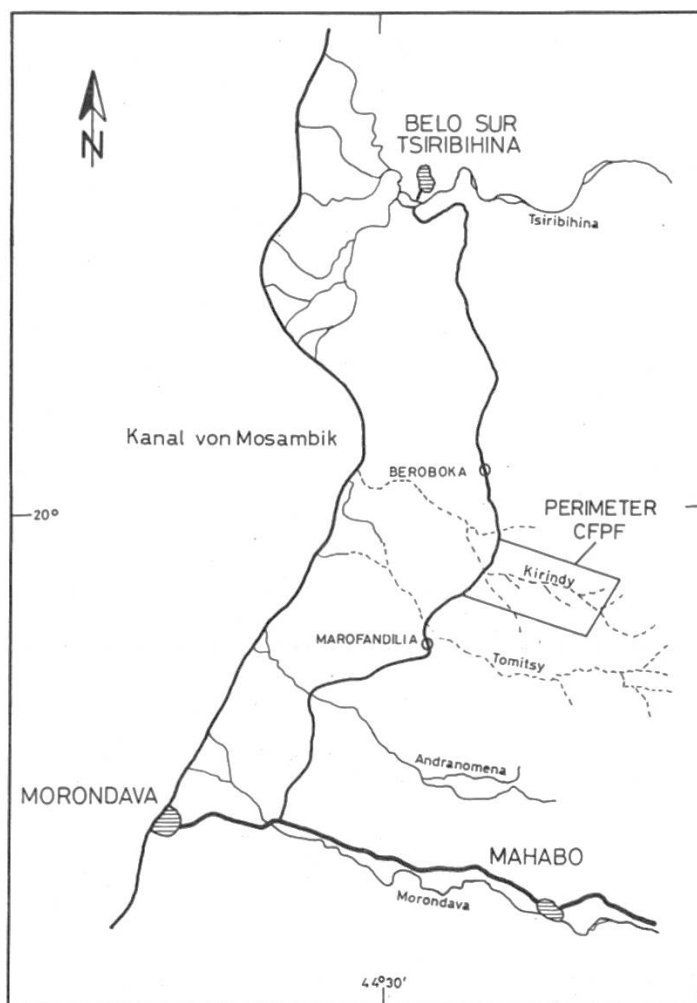 N
BELO SUR
TSIRIBIHINA
Tsiribihina
Kanal von Mosambik
BEROBOKA
20°
PERIMETER
CFPF
Kirindy
MAROFANDILIA
Tomitsy
Andranomena
MORONDAVA
MAHABO
Morondava
44°30'